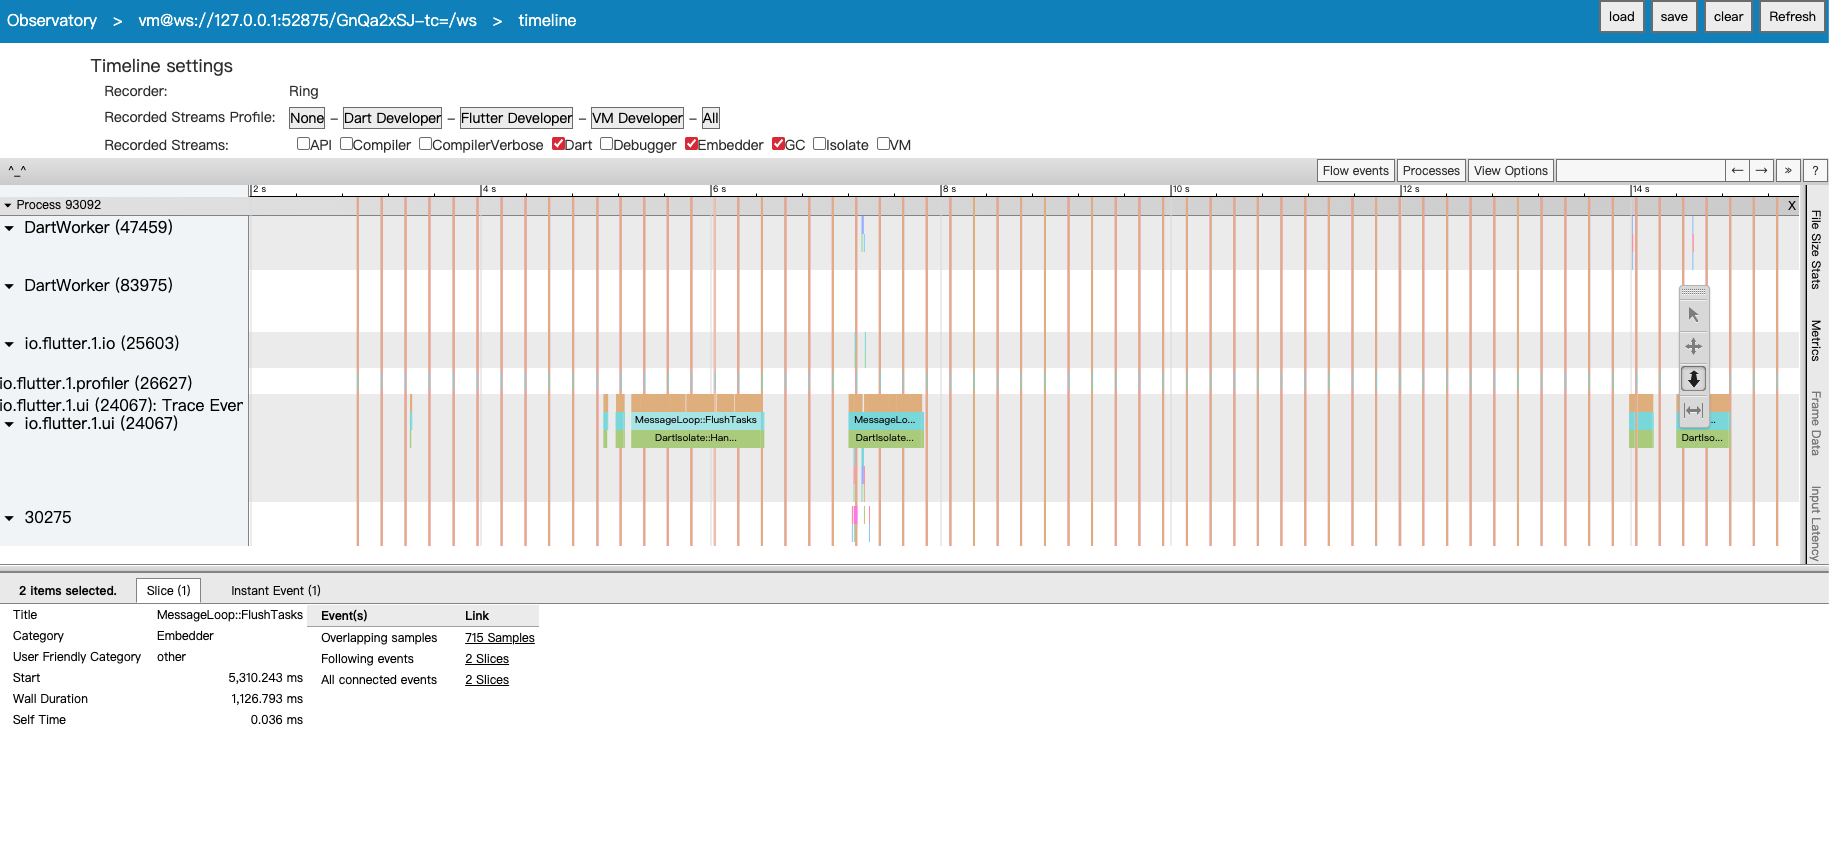 Observatory > vm@ws://127.0.0.1:52875/GnQa2xSJ-tc=/ws > timeline
load save clear Refresh
Timeline settings
Recorder: Ring
Recorded Streams Profile: None – Dart Developer – Flutter Developer – VM Developer – All
Recorded Streams: API Compiler CompilerVerbose Dart Debugger Embedder GC Isolate VM
^_^ Flow events Processes View Options ← → » ?
2 s 4 s 6 s 8 s 10 s 12 s 14 s
Process 93092 X
DartWorker (47459)
DartWorker (83975)
io.flutter.1.io (25603)
io.flutter.1.profiler (26627)
io.flutter.1.ui (24067): Trace Ever
io.flutter.1.ui (24067)
MessageLoop::FlushTasks MessageLo... ..
DartIsolate::Han... DartIsolate... DartIso...
30275
File Size Stats
Metrics
Frame Data
Input Latency
2 items selected. Slice (1) Instant Event (1)
Title MessageLoop::FlushTasks
Category Embedder
User Friendly Category other
Start 5,310.243 ms
Wall Duration 1,126.793 ms
Self Time 0.036 ms
Event(s) Link
Overlapping samples 715 Samples
Following events 2 Slices
All connected events 2 Slices